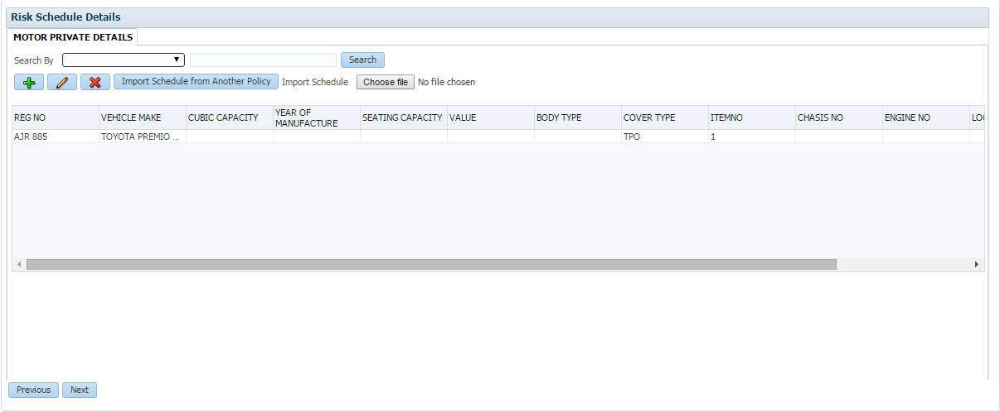 Risk Schedule Details
MOTOR PRIVATE DETAILS
Search By Search
Import Schedule from Another Policy Import Schedule Choose file No file chosen
REG NO VEHICLE MAKE CUBIC CAPACITY YEAR OF MANUFACTURE SEATING CAPACITY VALUE BODY TYPE COVER TYPE ITEMNO CHASIS NO ENGINE NO
AJR 885 TOYOTA PREMIO ... TPO 1
Previous Next